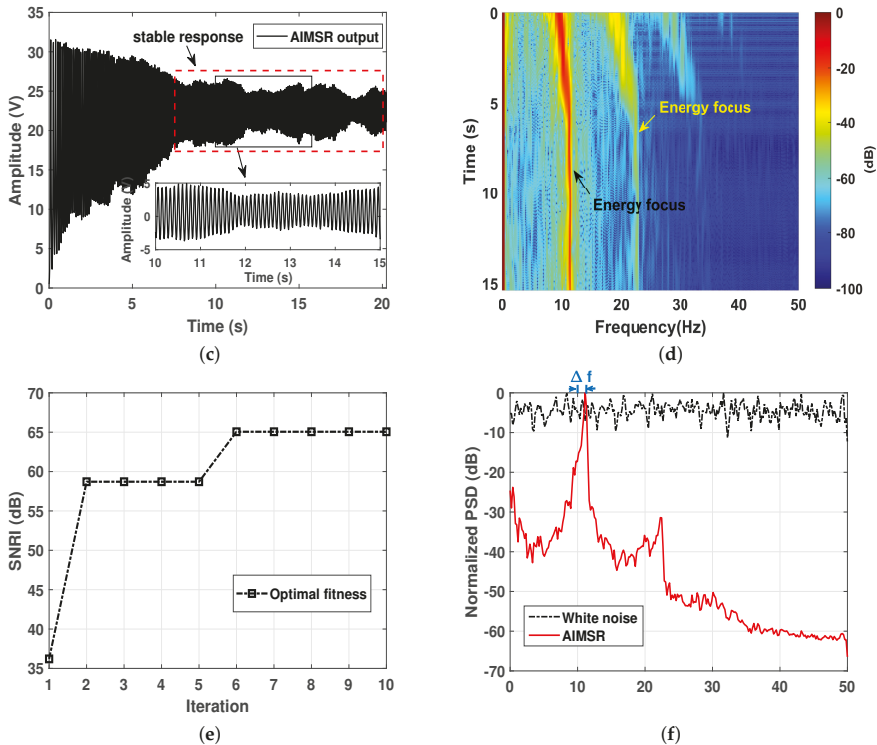 35
30
25
20
15
10
5
0
Amplitude (V)
stable response
AIMSR output
5
0
-5
Amplitude
10 11 12 13 14 15
Time (s)
0 5 10 15 20
Time (s)
(c)
0
5
10
15
Time (s)
Energy focus
Energy focus
0 10 20 30 40 50
Frequency(Hz)
0
-20
-40
-60
-80
-100
(dB)
(d)
70
65
60
55
50
45
40
35
SNRI (dB)
Optimal fitness
1 2 3 4 5 6 7 8 9 10
Iteration
(e)
Δ f
0
-10
-20
-30
-40
-50
-60
-70
Normalized PSD (dB)
White noise
AIMSR
0 10 20 30 40 50
(f)